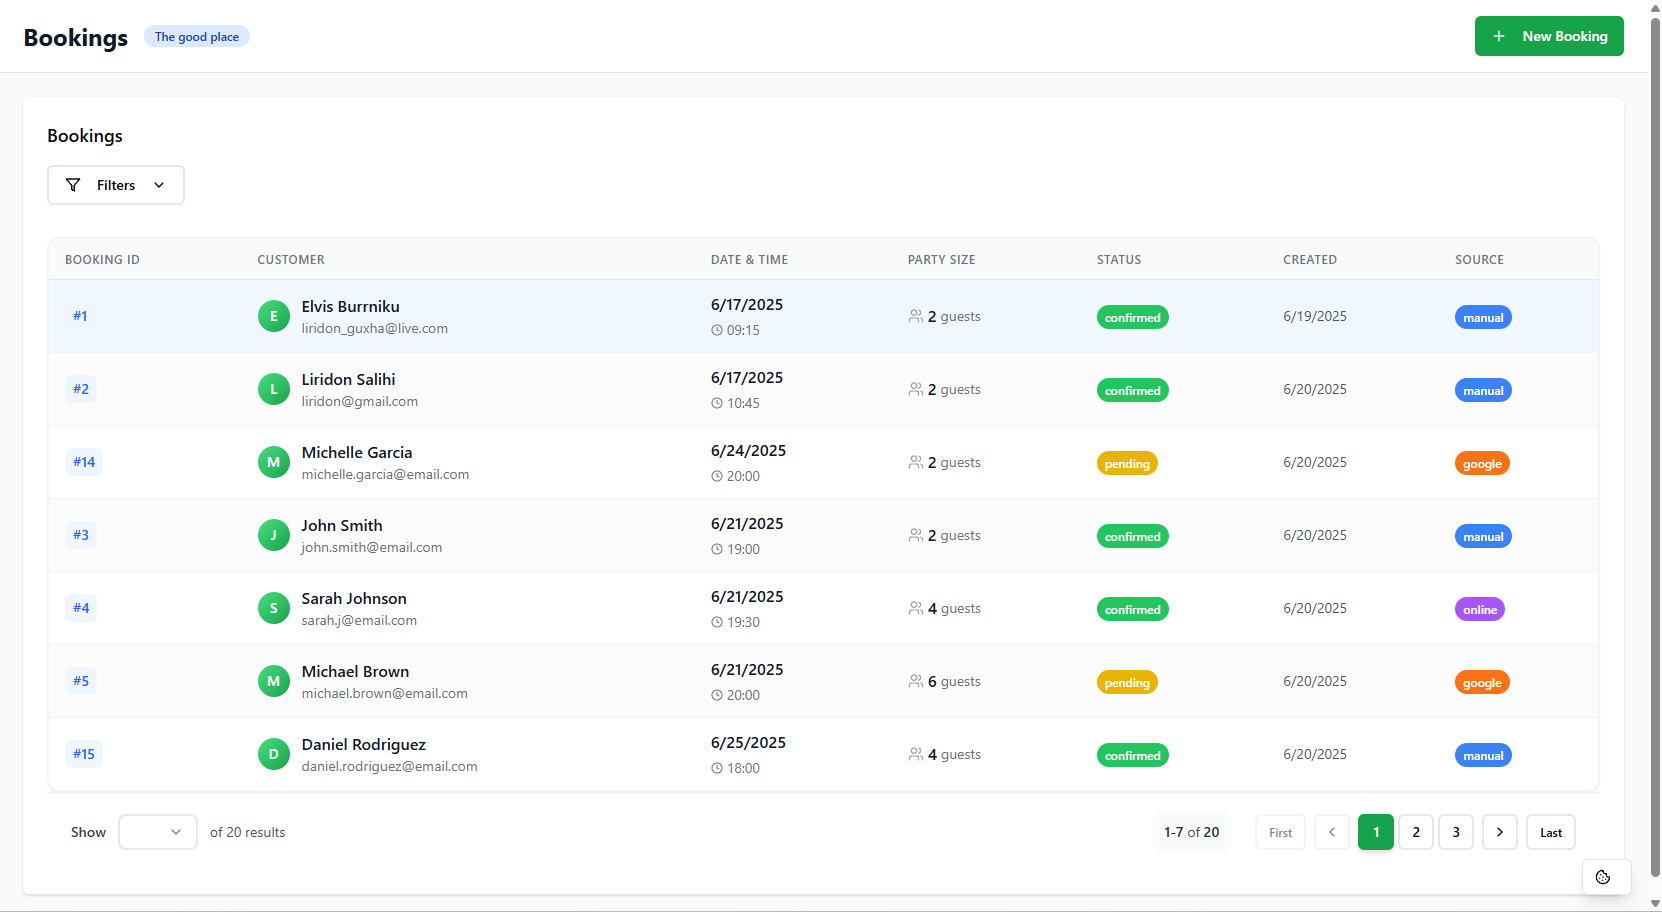 Bookings The good place New Booking
Bookings
Filters
BOOKING ID CUSTOMER DATE & TIME PARTY SIZE STATUS CREATED SOURCE
#1 E Elvis Burrniku liridon_guxha@live.com 6/17/2025 09:15 2 guests confirmed 6/19/2025 manual
#2 L Liridon Salihi liridon@gmail.com 6/17/2025 10:45 2 guests confirmed 6/20/2025 manual
#14 M Michelle Garcia michelle.garcia@email.com 6/24/2025 20:00 2 guests pending 6/20/2025 google
#3 J John Smith john.smith@email.com 6/21/2025 19:00 2 guests confirmed 6/20/2025 manual
#4 S Sarah Johnson sarah.j@email.com 6/21/2025 19:30 4 guests confirmed 6/20/2025 online
#5 M Michael Brown michael.brown@email.com 6/21/2025 20:00 6 guests pending 6/20/2025 google
#15 D Daniel Rodriguez daniel.rodriguez@email.com 6/25/2025 18:00 4 guests confirmed 6/20/2025 manual
Show of 20 results 1-7 of 20 First 1 2 3 Last